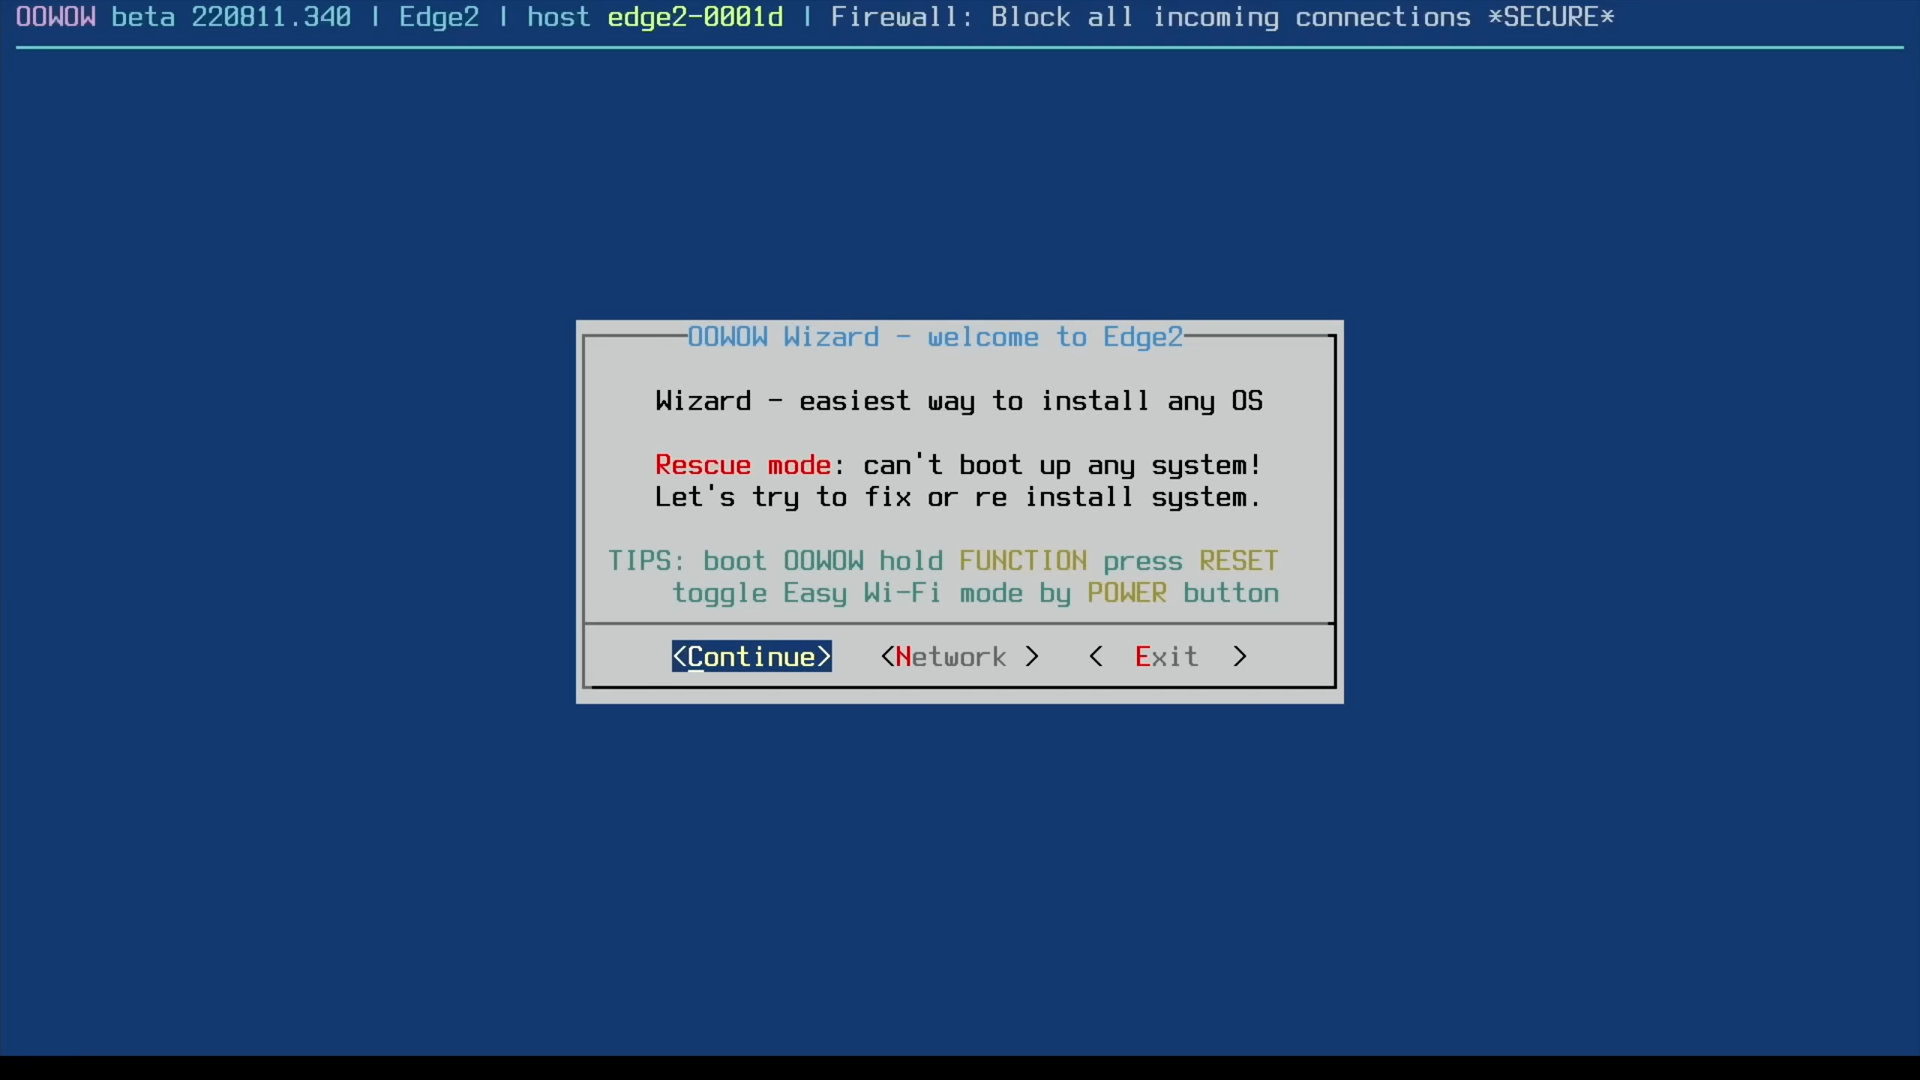 OOWOW beta 220811.340 | Edge2 | host edge2-0001d | Firewall: Block all incoming connections *SECURE*
OOWOW Wizard - welcome to Edge2
Wizard - easiest way to install any OS
Rescue mode: can't boot up any system!
Let's try to fix or re install system.
TIPS: boot OOWOW hold FUNCTION press RESET
toggle Easy Wi-Fi mode by POWER button
<Continue> <Network > < Exit >